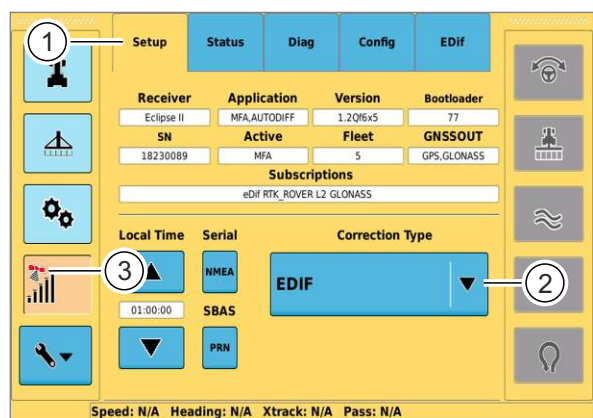 1
Setup Status Diag Config EDif
Receiver Application Version Bootloader
Eclipse II MFA,AUTODIFF 1.2Qf6x5 77
SN Active Fleet GNSSOUT
18230089 MFA 5 GPS,GLONASS
Subscriptions
eDif RTK_ROVER L2 GLONASS
Local Time Serial Correction Type
3 NMEA EDIF 2
01:00:00 SBAS
PRN
Speed: N/A Heading: N/A Xtrack: N/A Pass: N/A